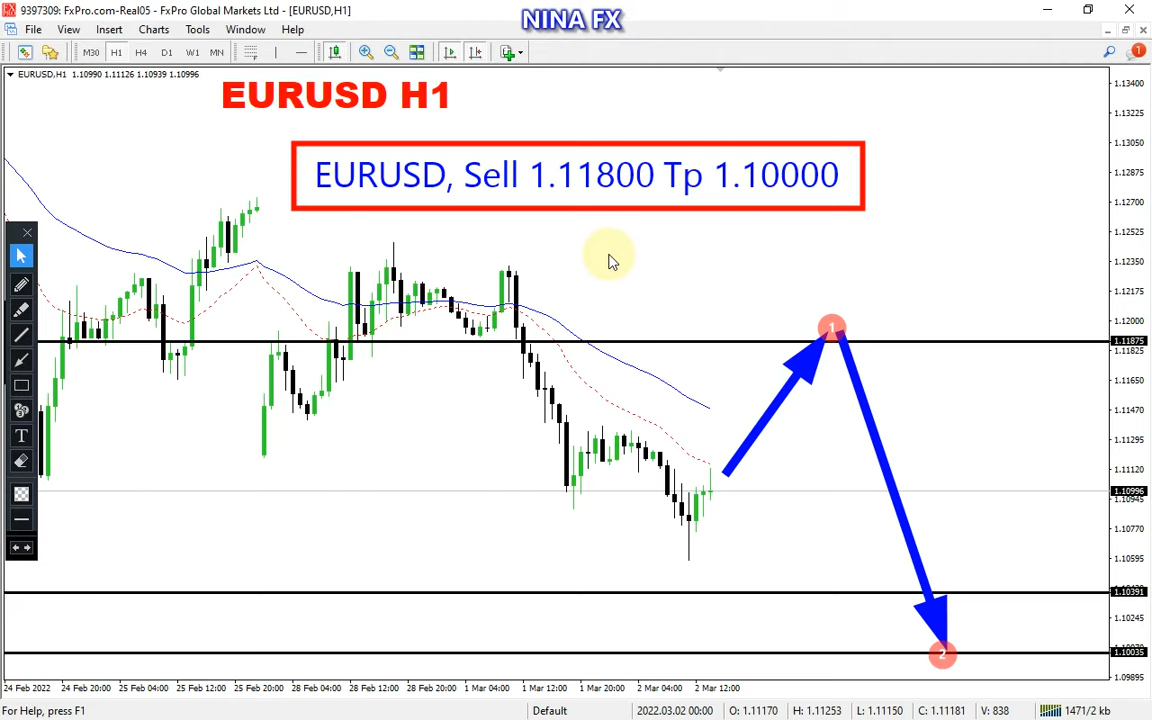 9397309: FxPro.com-Real05 - FxPro Global Markets Ltd - [EURUSD,H1]
NINA FX
File View Insert Charts Tools Window Help
M30 H1 H4 D1 W1 MN
1
EURUSD,H1 1.10990 1.11126 1.10939 1.10996
EURUSD H1
EURUSD, Sell 1.11800 Tp 1.10000
T
1
2
1.13400
1.13225
1.13050
1.12875
1.12700
1.12525
1.12350
1.12175
1.12000
1.11875
1.11825
1.11650
1.11470
1.11295
1.11120
1.10996
1.10945
1.10770
1.10595
1.10391
1.10245
1.10035
1.09895
24 Feb 2022 24 Feb 20:00 25 Feb 04:00 25 Feb 12:00 25 Feb 20:00 28 Feb 04:00 28 Feb 12:00 28 Feb 20:00 1 Mar 04:00 1 Mar 12:00 1 Mar 20:00 2 Mar 04:00 2 Mar 12:00
For Help, press F1 Default 2022.03.02 00:00 O: 1.11170 H: 1.11253 L: 1.11150 C: 1.11181 V: 838 1471/2 kb